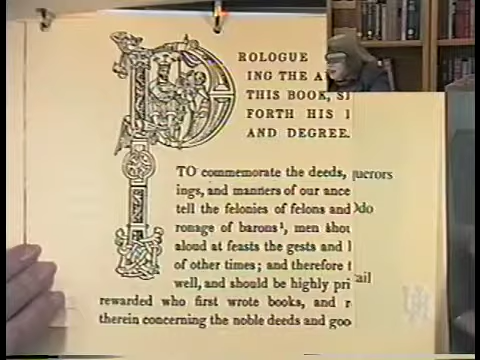 PROLOGUE
ING THE
THIS BOOK,
FORTH HIS
AND DEGREE.
TO commemorate the deeds,
ings, and manners of our ance
tell the felonies of felons and
ronage of barons¹, men shou
aloud at feasts the gests and
of other times; and therefore
well, and should be highly pri
rewarded who first wrote books, and
therein concerning the noble deeds and goo
querors
do
ail